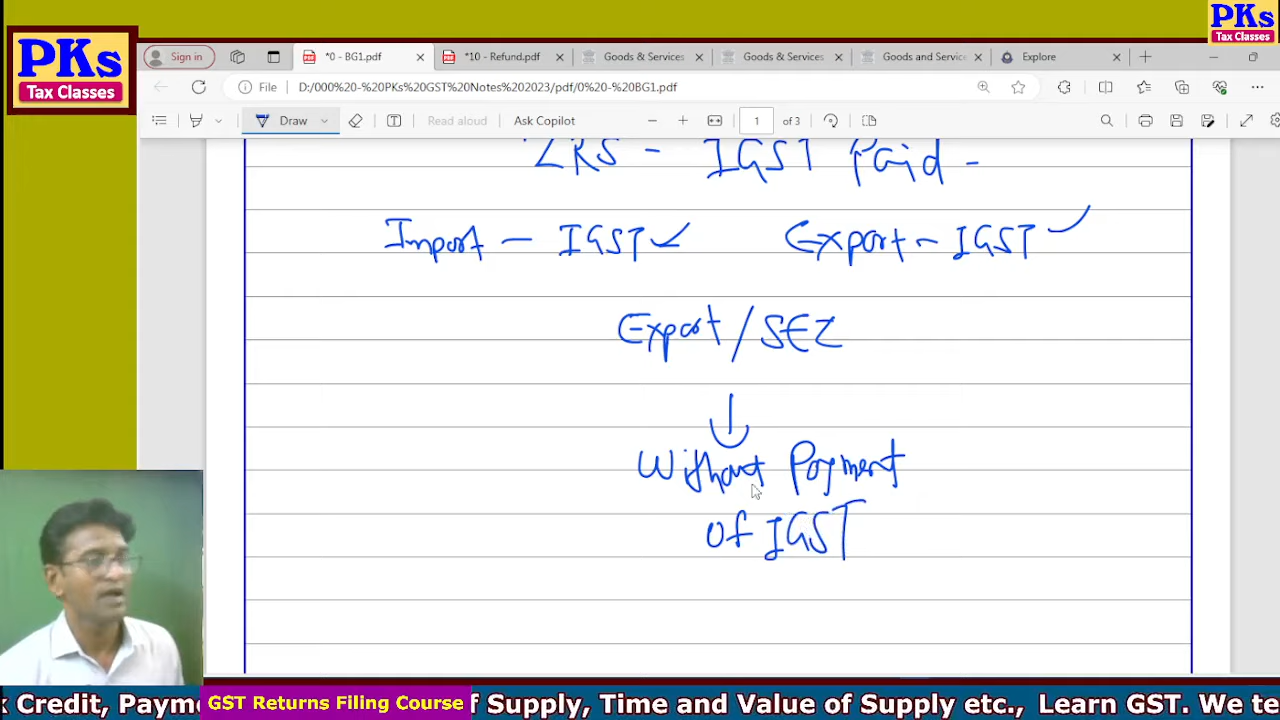 PKs
Tax Classes
PKs
Tax Classes
Sign in
*0 - BG1.pdf
*10 - Refund.pdf
Goods & Services
Goods & Services
Goods and Service
Explore
File
D:/000%20-%20PKs%20GST%20Notes%202023/pdf/0%20-%20BG1.pdf
Draw
Read aloud
Ask Copilot
1
of 3
ZRS - IGST Paid -
Import - IGST ✓ Export - IGST ✓
Export / SEZ
↓
Without Payment
of IGST
k Credit, Payme
GST Returns Filing Course
f Supply, Time and Value of Supply etc., Learn GST. We te